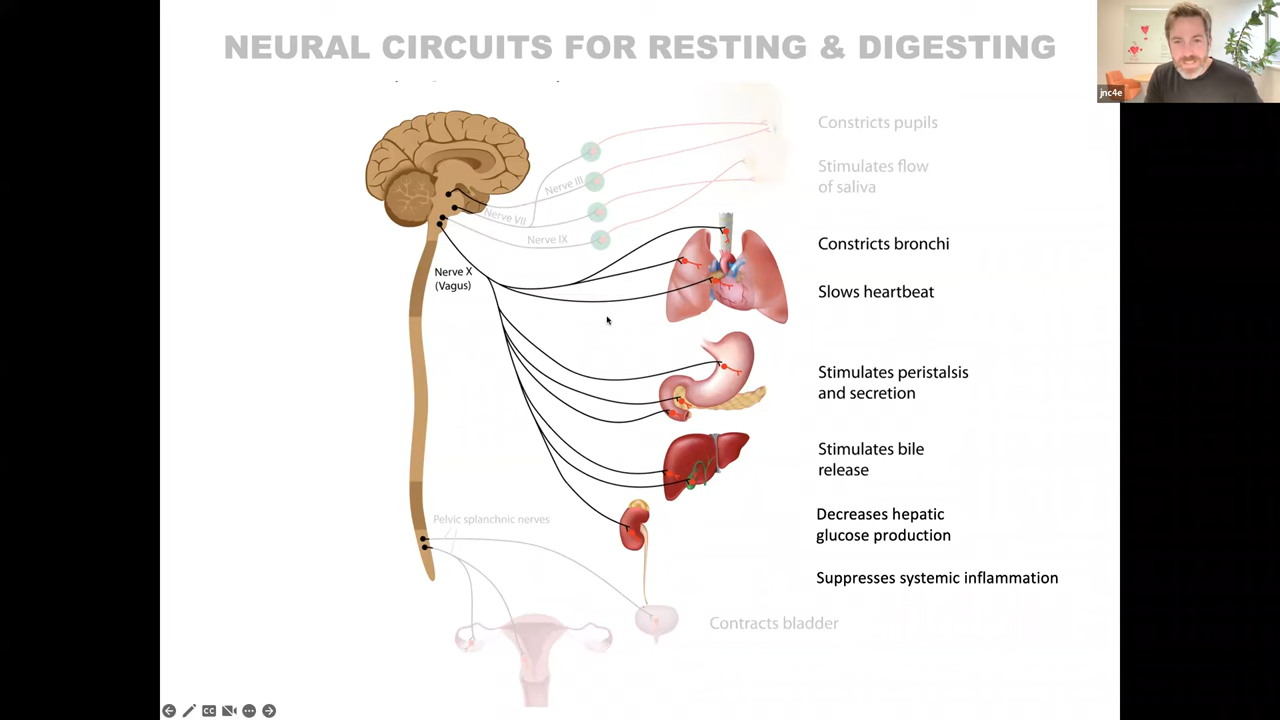 NEURAL CIRCUITS FOR RESTING & DIGESTING
jnc4e
Constricts pupils
Stimulates flow
of saliva
Nerve III
Nerve VII
Nerve IX
Constricts bronchi
Nerve X
(Vagus)
Slows heartbeat
Stimulates peristalsis
and secretion
Stimulates bile
release
Decreases hepatic
glucose production
Pelvic splanchnic nerves
Suppresses systemic inflammation
Contracts bladder
CC